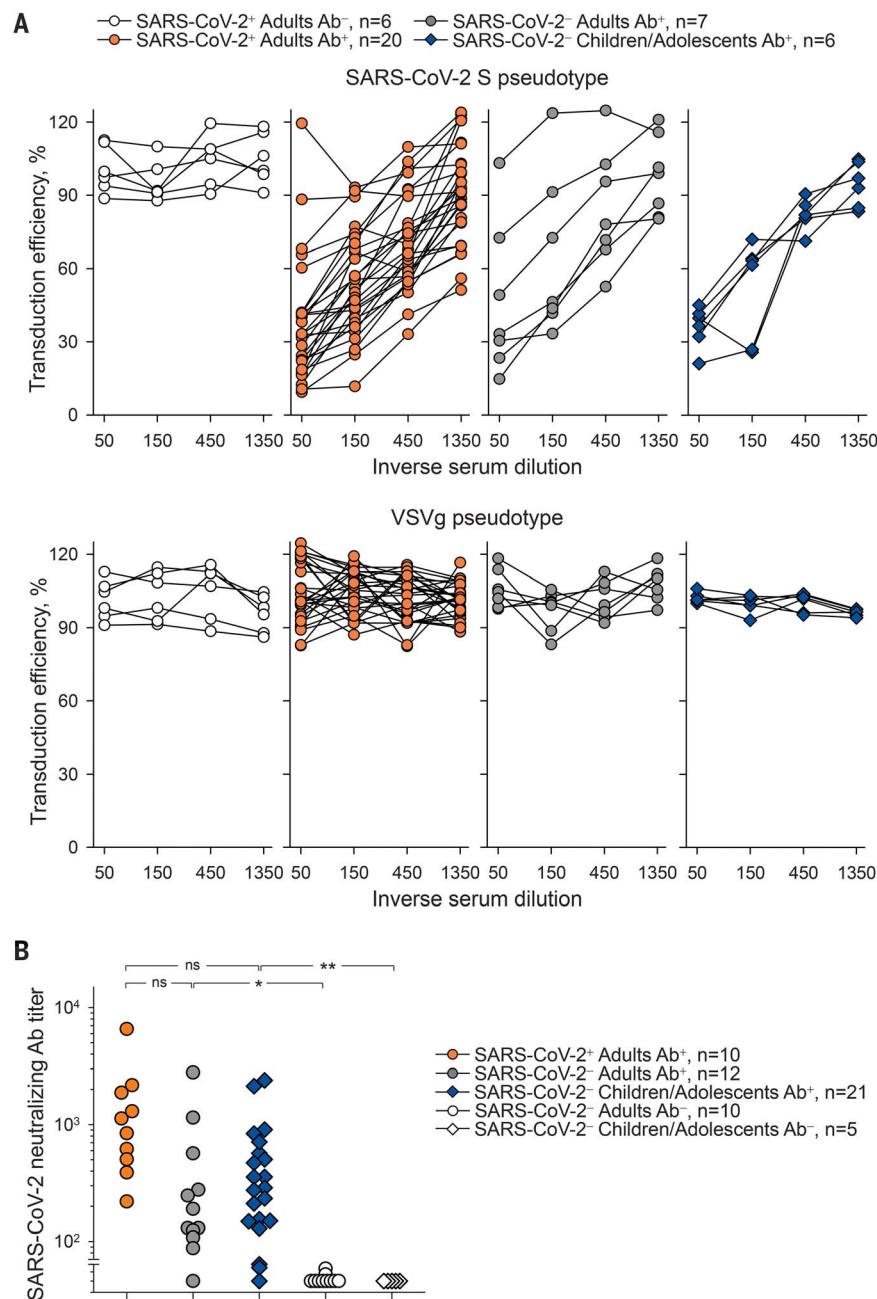 A
SARS-CoV-2⁺ Adults Ab⁻, n=6
SARS-CoV-2⁻ Adults Ab⁺, n=7
SARS-CoV-2⁺ Adults Ab⁺, n=20
SARS-CoV-2⁻ Children/Adolescents Ab⁺, n=6
SARS-CoV-2 S pseudotype
Transduction efficiency, %
120
90
60
30
0
50 150 450 1350 50 150 450 1350 50 150 450 1350 50 150 450 1350
Inverse serum dilution
VSVg pseudotype
Transduction efficiency, %
120
90
60
30
0
50 150 450 1350 50 150 450 1350 50 150 450 1350 50 150 450 1350
Inverse serum dilution
B
ns **
ns *
SARS-CoV-2 neutralizing Ab titer
10⁴
10³
10²
SARS-CoV-2⁺ Adults Ab⁺, n=10
SARS-CoV-2⁻ Adults Ab⁺, n=12
SARS-CoV-2⁻ Children/Adolescents Ab⁺, n=21
SARS-CoV-2⁻ Adults Ab⁻, n=10
SARS-CoV-2⁻ Children/Adolescents Ab⁻, n=5